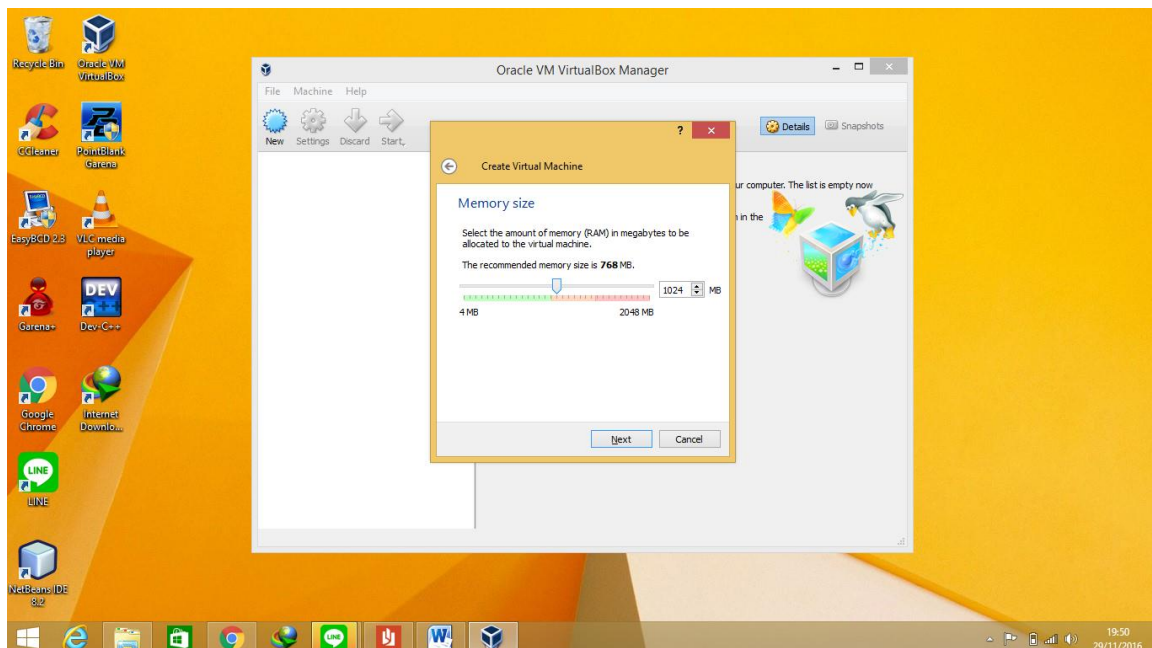 Recycle Bin
Oracle VM
VirtualBox
CCleaner
PointBlank
Garena
EasyBCD 2.3
VLC media
player
Garena+
DEV
C++
Dev-C++
Google
Chrome
Internet
Downlo...
LINE
LINE
NetBeans IDE
8.2
Oracle VM VirtualBox Manager
File Machine Help
New Settings Discard Start,
Details Snapshots
ur computer. The list is empty now
n in the
?
Create Virtual Machine
Memory size
Select the amount of memory (RAM) in megabytes to be
allocated to the virtual machine.
The recommended memory size is 768 MB.
1024 MB
4 MB 2048 MB
Next Cancel
LINE
W
19:50
29/11/2016